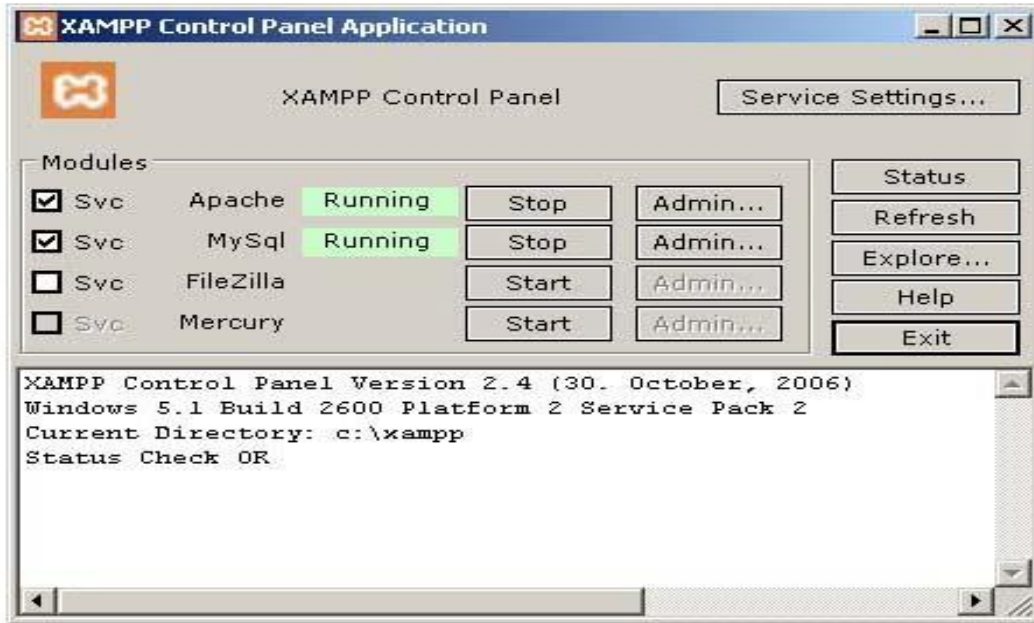 XAMPP Control Panel Application
XAMPP Control Panel
Service Settings...
Modules
Svc Apache Running Stop Admin...
Svc MySql Running Stop Admin...
Svc FileZilla Start Admin...
Svc Mercury Start Admin...
Status
Refresh
Explore...
Help
Exit
XAMPP Control Panel Version 2.4 (30. October, 2006)
Windows 5.1 Build 2600 Platform 2 Service Pack 2
Current Directory: c:\xampp
Status Check OR